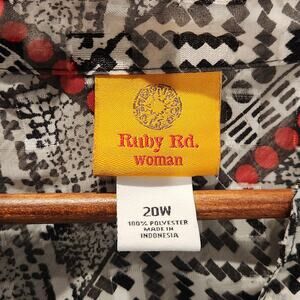 Ruby Rd.
woman
20W
100% POLYESTER
MADE IN
INDONESIA